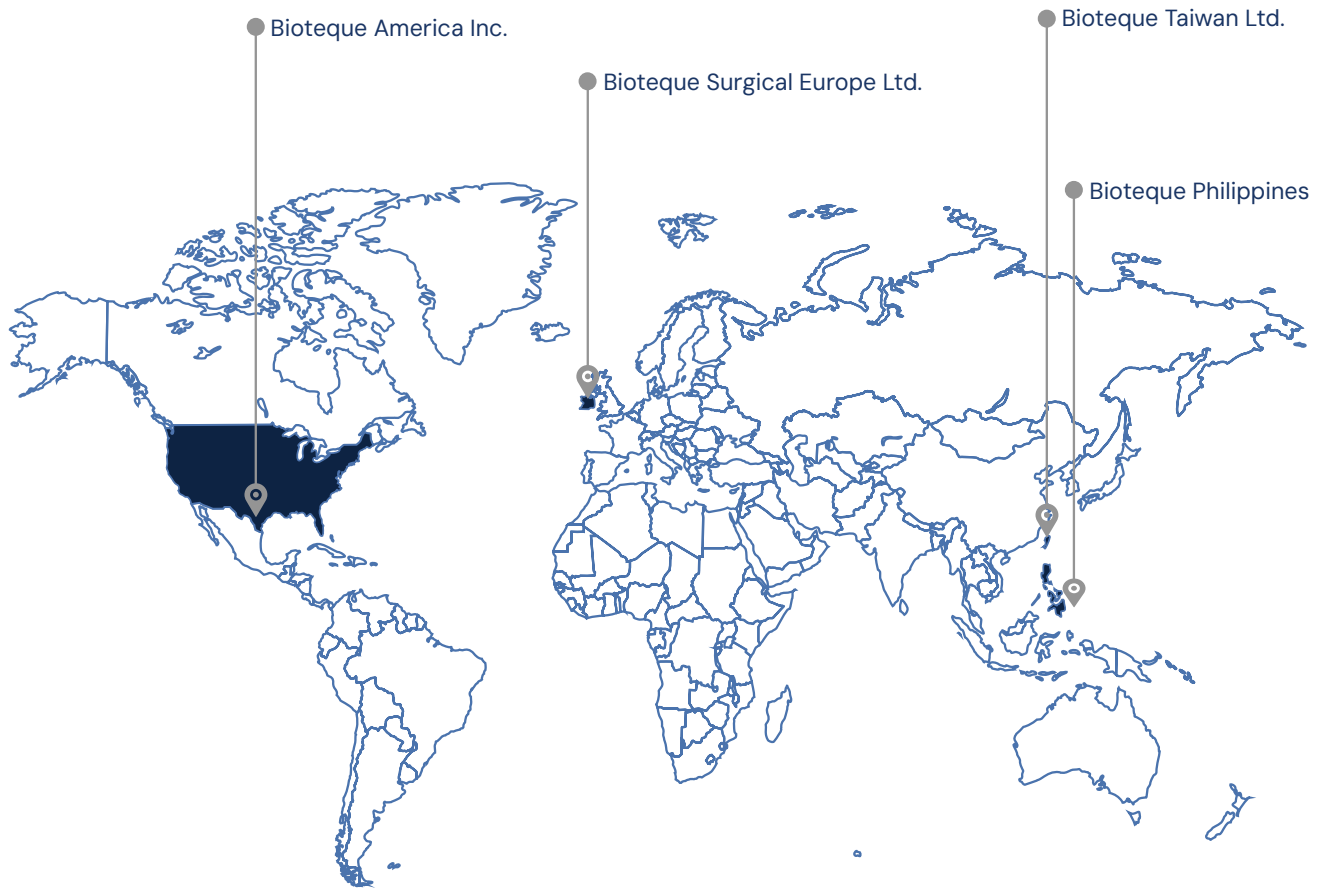 Bioteque America Inc.
Bioteque Surgical Europe Ltd.
Bioteque Taiwan Ltd.
Bioteque Philippines